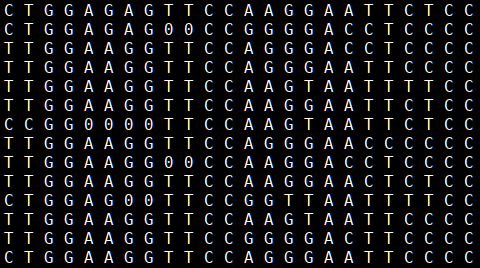 C T G G A G A G T T C C A A G G A A T T C T C C
C T G G A G A G 0 0 C C G G G G A C C T C C C C
T T G G A A G G T T C C A G G G A C C T C C C C
T T G G A A G G T T C C A G G G A A T T C C C C
T T G G A A G G T T C C A A G T A A T T T T C C
T T G G A A G G T T C C A A G G A A T T C T C C
C C G G 0 0 0 0 T T C C A A G T A A T T C T C C
T T G G A A G G T T C C A G G G A C C C C C C C
T T G G A A G G 0 0 C C A G G G A C C T C C C C
T T G G A A G G T T C C A A G G A A C T C T C C
C T G G A G 0 0 T T C C G G T T A A T T T T C C
T T G G A A G G T T C C A A G T A A T T C C C C
T T G G A A G G T T C C G G G G A C T T C C C C
C T G G A A G G T T C C A G G G A A T T C C C C